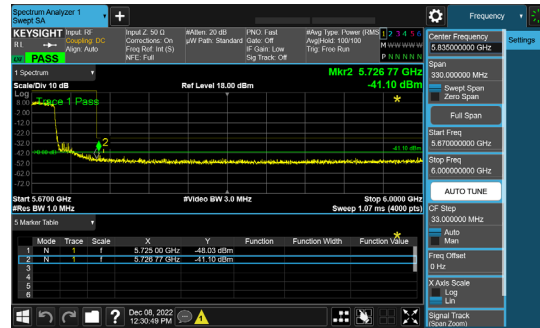 Spectrum Analyzer 1
Swept SA
+
Frequency
KEYSIGHT
Input: RF
Coupling: DC
Align: Auto
Input Z: 50 Ω
Corrections: On
Freq Ref: Int (S)
NFE: Full
#Atten: 20 dB
µW Path: Standard
PNO: Fast
Gate: Off
IF Gain: Low
Sig Track: Off
#Avg Type: Power (RMS
Avg|Hold: 100/100
Trig: Free Run
1 2 3 4 5 6
M W W W W W
P N N N N N
PASS
1 Spectrum
Scale/Div 10 dB
Log
Ref Level 18.00 dBm
Mkr2 5.726 77 GHz
-41.10 dBm
Trace 1 Pass
8.00
-2.00
-12.0
-22.0
-32.0
-42.0
-52.0
-62.0
-72.0
2
-41.10 dBm
Start 5.6700 GHz
#Res BW 1.0 MHz
#Video BW 3.0 MHz
Stop 6.0000 GHz
Sweep 1.07 ms (4000 pts)
5 Marker Table
Mode Trace Scale X Y Function Function Width Function Value
1 N 1 f 5.725 00 GHz -48.03 dBm
2 N 1 f 5.726 77 GHz -41.10 dBm
3
4
5
6
Dec 08, 2022
12:30:49 PM
Center Frequency
5.835000000 GHz
Settings
Span
330.000000 MHz
Swept Span
Zero Span
Full Span
Start Freq
5.670000000 GHz
Stop Freq
6.000000000 GHz
AUTO TUNE
CF Step
33.000000 MHz
Auto
Man
Freq Offset
0 Hz
X Axis Scale
Log
Lin
Signal Track
(Span Zoom)